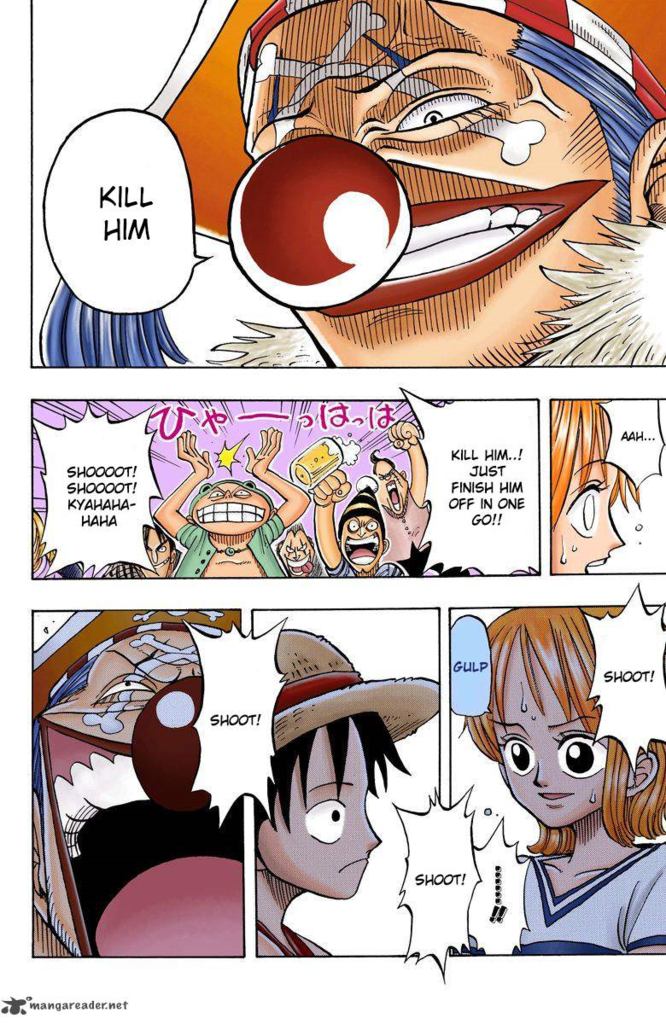 KILL
HIM
AAH...
KILL HIM..!
JUST
FINISH HIM
OFF IN ONE
GO!!
ひゃーっはっは
SHOOOOT!
SHOOOOT!
KYAHAHA-
HAHA
SHOOT!
GULP
......!!
SHOOT!
SHOOT!
mangareader.net